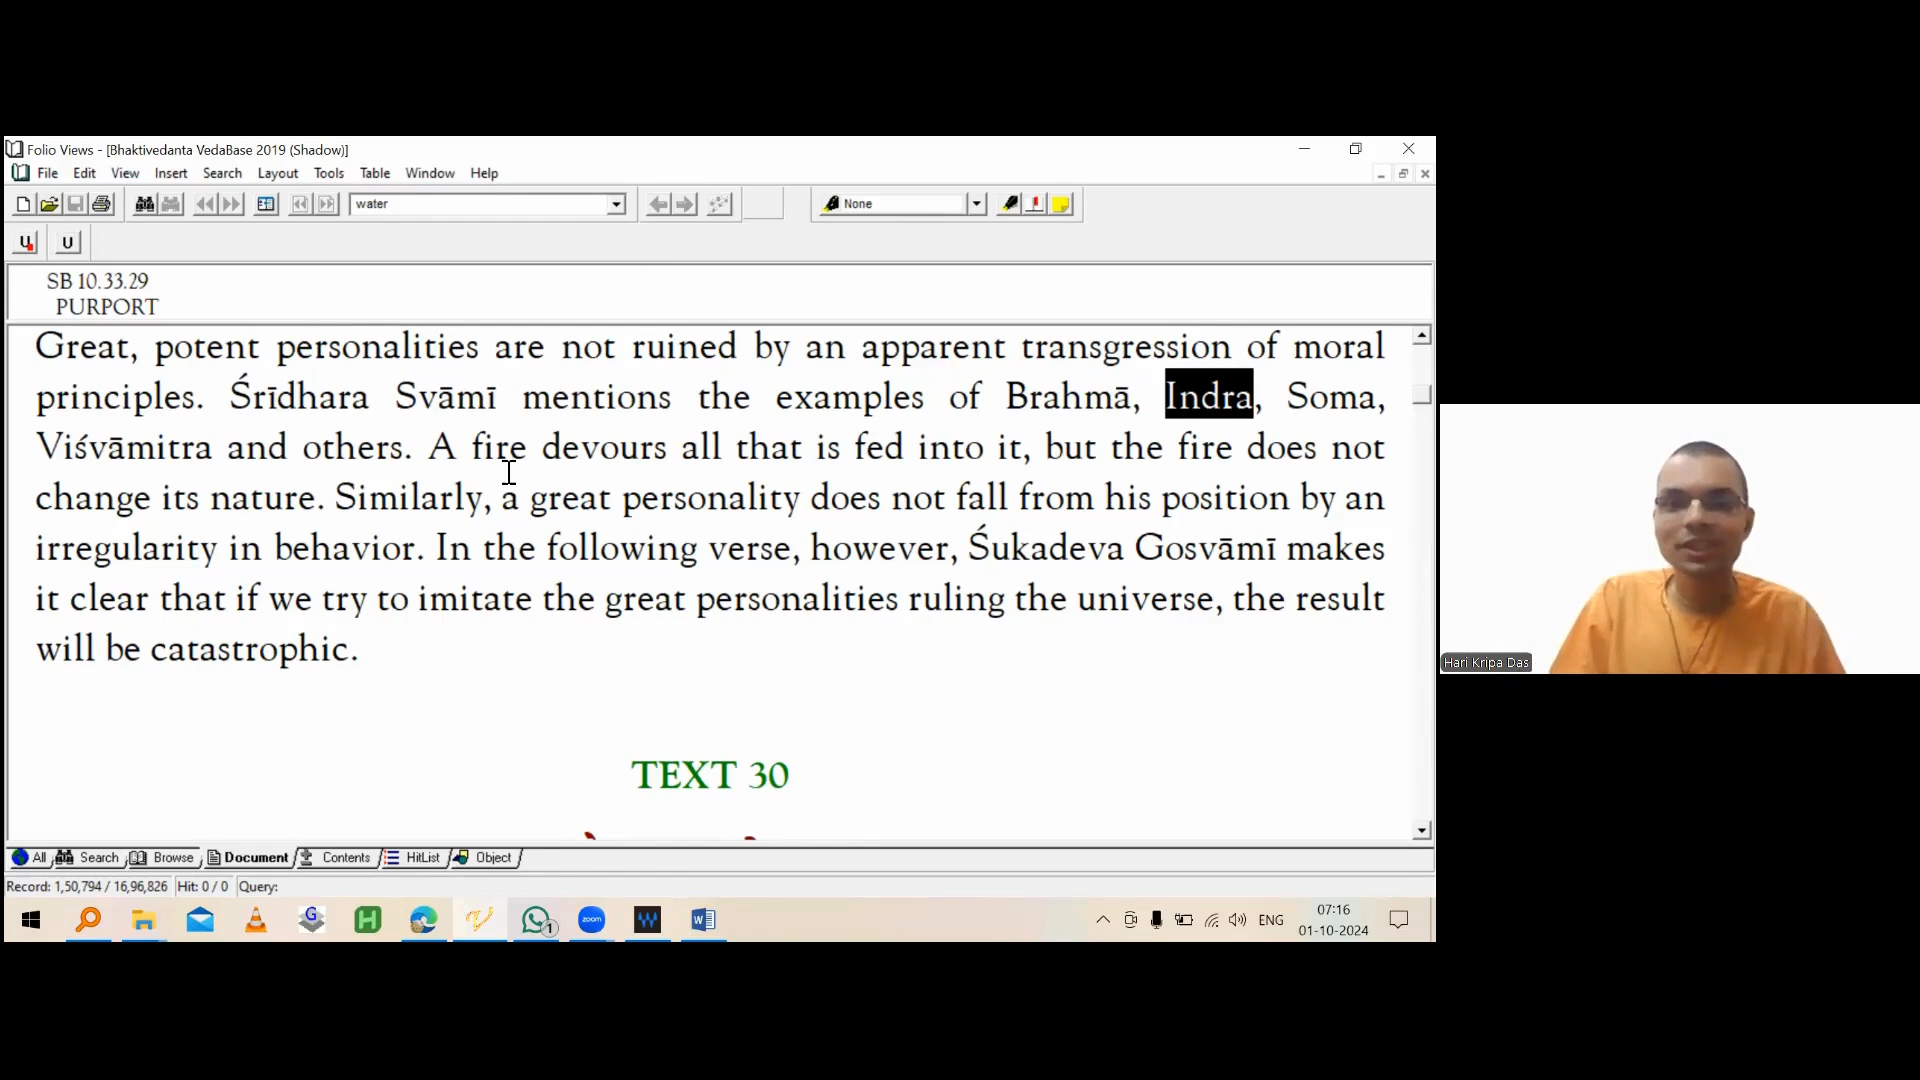 Folio Views - [Bhaktivedanta VedaBase 2019 (Shadow)]
File Edit View Insert Search Layout Tools Table Window Help
water
None
U U
SB 10.33.29
PURPORT
Great, potent personalities are not ruined by an apparent transgression of moral
principles. Śrīdhara Svāmī mentions the examples of Brahmā, Indra, Soma,
Viśvāmitra and others. A fire devours all that is fed into it, but the fire does not
change its nature. Similarly, a great personality does not fall from his position by an
irregularity in behavior. In the following verse, however, Śukadeva Gosvāmī makes
it clear that if we try to imitate the great personalities ruling the universe, the result
will be catastrophic.
Hari Kripa Das
TEXT 30
All Search Browse Document Contents HitList Object
Record: 1,50,794 / 16,96,826 Hit: 0 / 0 Query:
zoom
1
ENG
07:16
01-10-2024